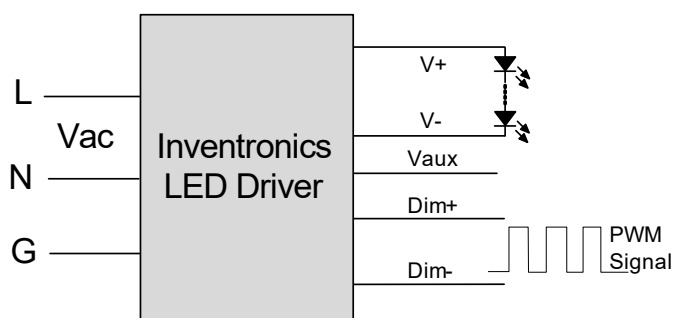 L
Vac
N
G
Inventronics
LED Driver
V+
V-
Vaux
Dim+
Dim-
PWM
Signal